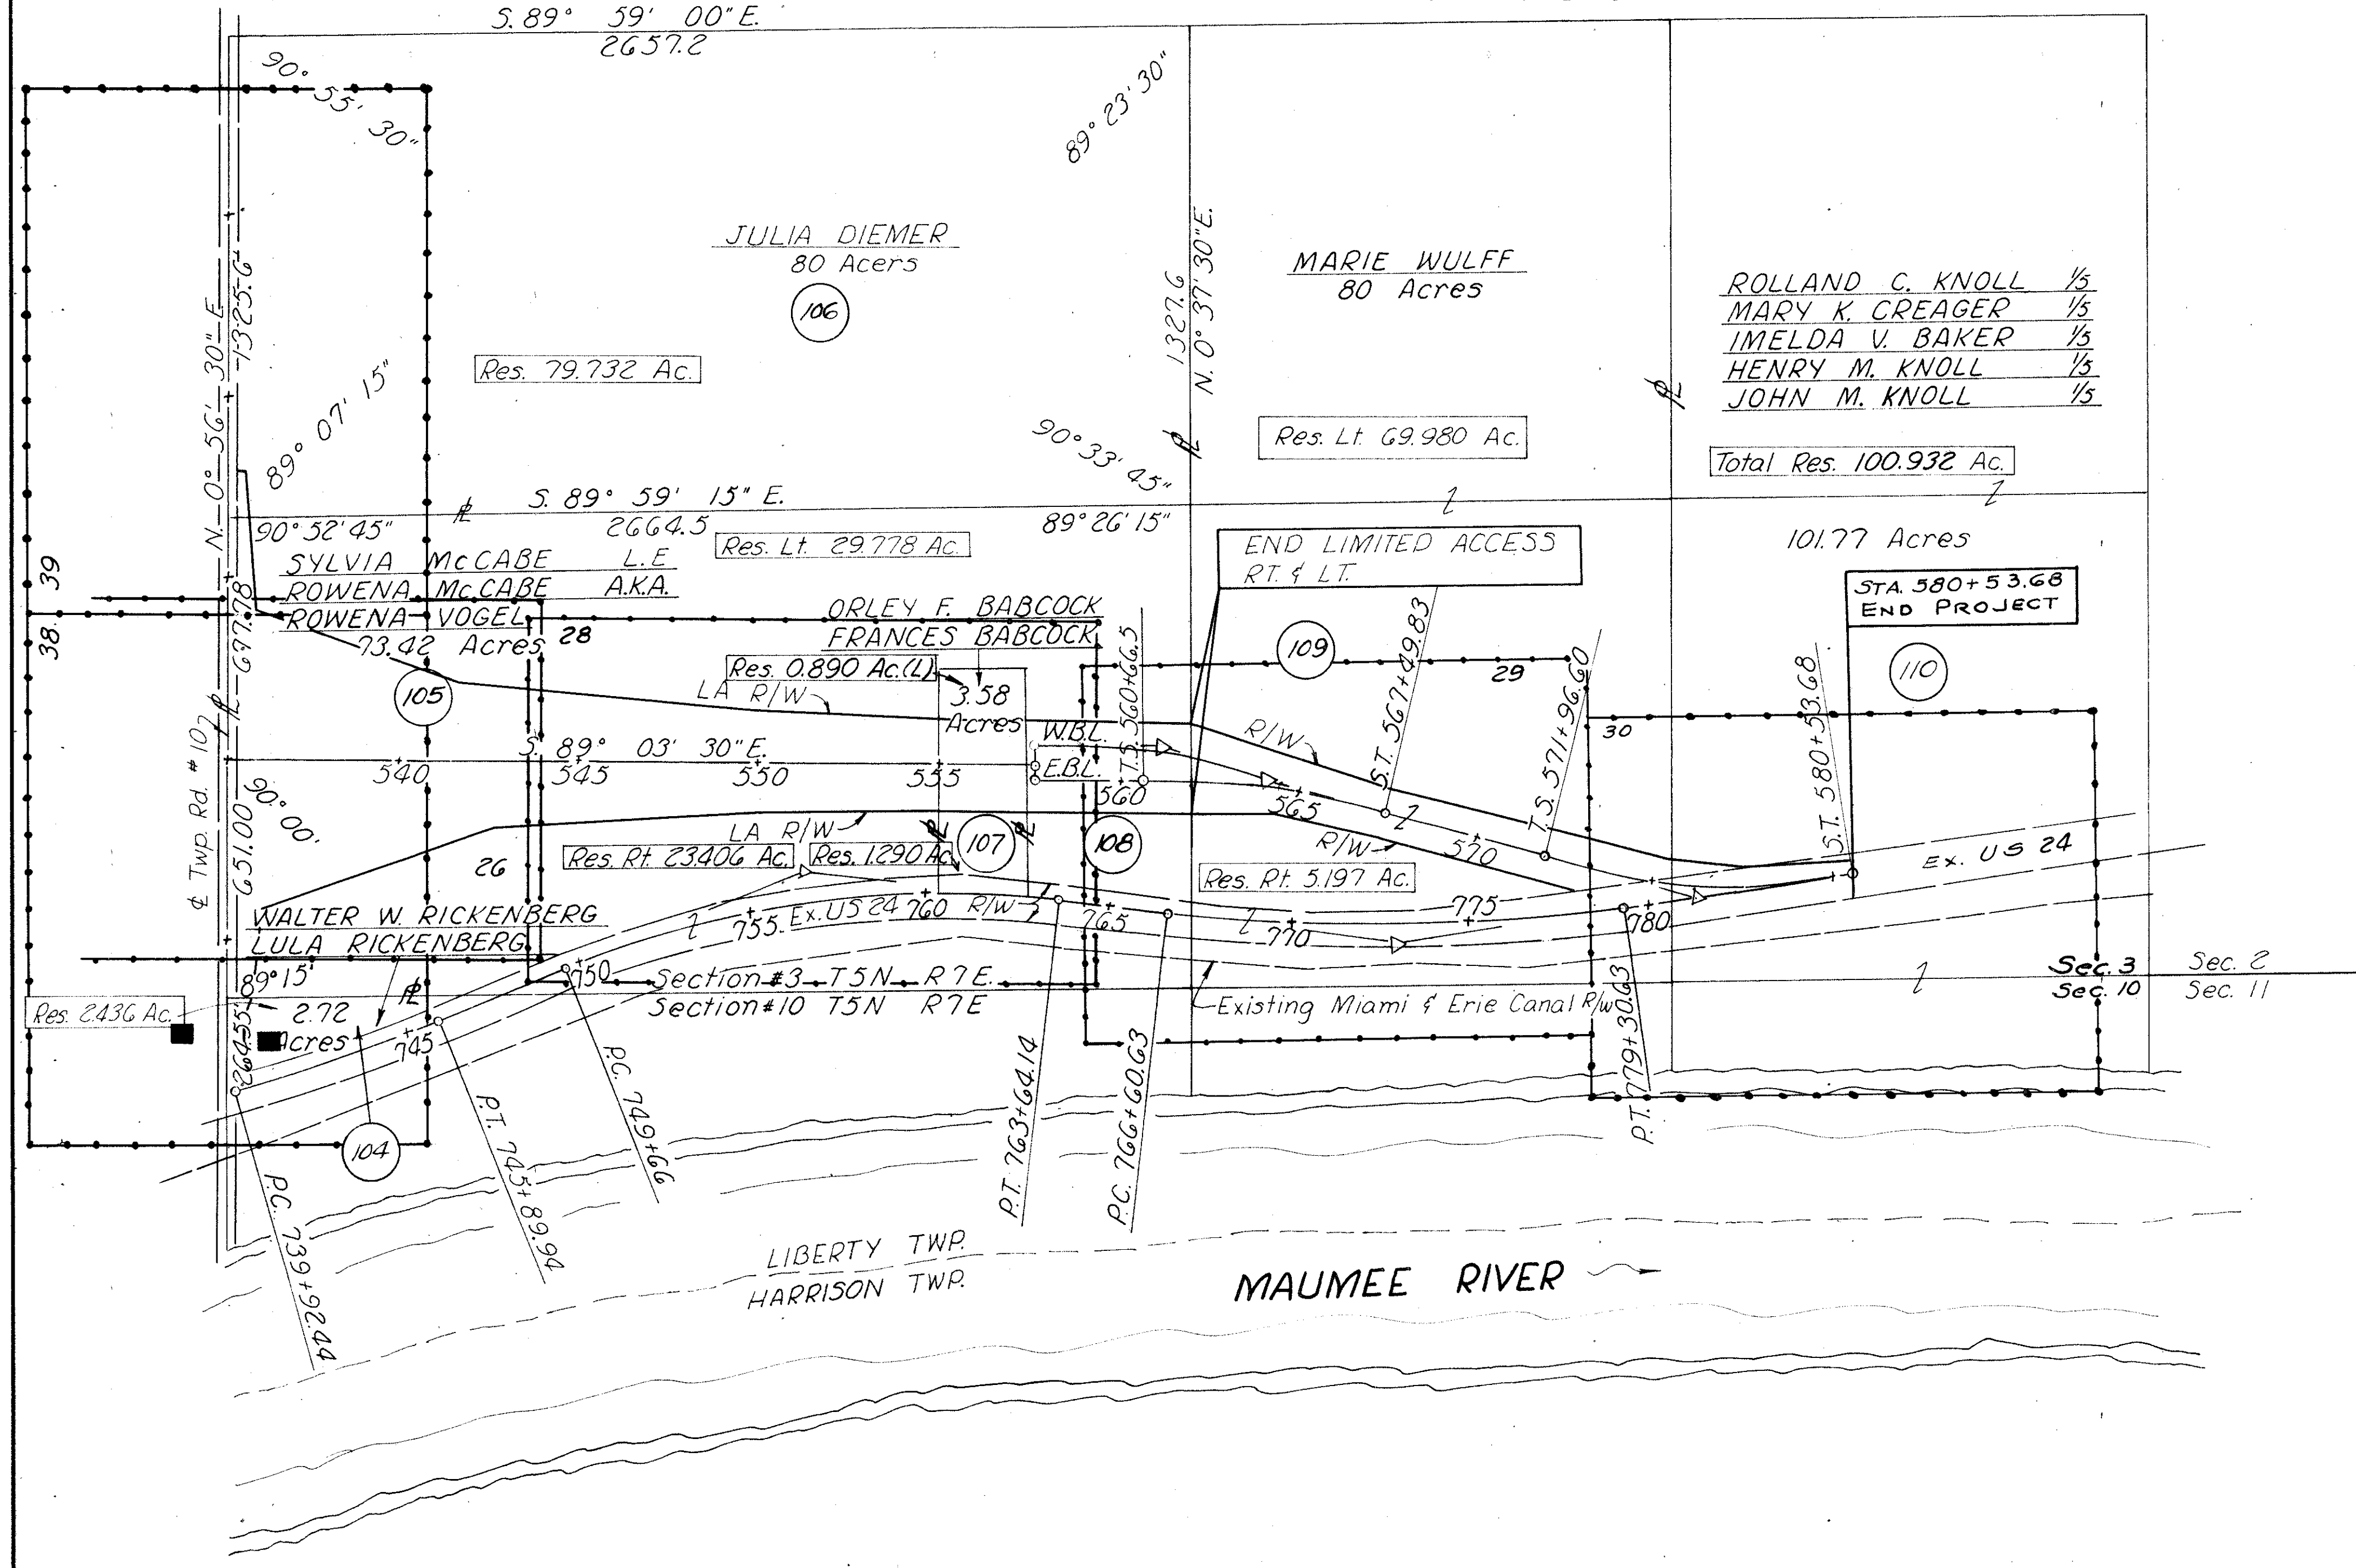 S. 89° 59' 00" E.
2657.2
90° 55' 30"
89° 23' 30"
JULIA DIEMER
80 Acers
106
Res. 79.732 Ac.
N. 0° 56' 30" E
1325.6
89° 07' 15"
1327.6
N. 0° 37' 30" E.
MARIE WULFF
80 Acres
Res. Lt. 69.980 Ac.
ROLLAND C. KNOLL 1/5
MARY K. CREAGER 1/5
IMELDA V. BAKER 1/5
HENRY M. KNOLL 1/5
JOHN M. KNOLL 1/5
Total Res. 100.932 Ac.
90° 33' 45"
S. 89° 59' 15" E.
2664.5
90° 52' 45"
89° 26' 15"
Res. Lt. 29.778 Ac.
SYLVIA McCABE L.E
ROWENA McCABE A.K.A.
ROWENA VOGEL
73.42 Acres
28
39
38
697.78
105
ORLEY F. BABCOCK
FRANCES BABCOCK
Res. 0.890 Ac.(L)
3.58
Acres
LA R/W
END LIMITED ACCESS
RT. & LT.
101.77 Acres
STA. 580+53.68
END PROJECT
109
29
110
30
W.B.L.
E.B.L.
T.S. 560+66.5
S.T. 567+49.83
T.S. 571+96.60
S.T. 580+53.68
R/W
S. 89° 03' 30" E.
540
545
550
555
560
565
570
℄ Twp. Rd. #107
651.00
90° 00'
LA R/W
R/W
107
108
26
Res. Rt. 23.406 Ac.
Res. 1.290 Ac.
Res. Rt. 5.197 Ac.
Ex. US 24
WALTER W. RICKENBERG
LULA RICKENBERG
755
Ex. US 24
760
R/W
765
770
775
780
89° 15'
750
Section #3 T5N R7E
Section #10 T5N R7E
Sec. 3
Sec. 2
Sec. 10
Sec. 11
Res. 2.436 Ac.
2.72
Acres
264.55
745
Existing Miami & Erie Canal R/W
104
P.C. 739+92.44
P.T. 745+89.94
P.C. 749+66
P.T. 763+64.14
P.C. 766+60.63
P.T. 779+30.63
LIBERTY TWP.
HARRISON TWP.
MAUMEE RIVER